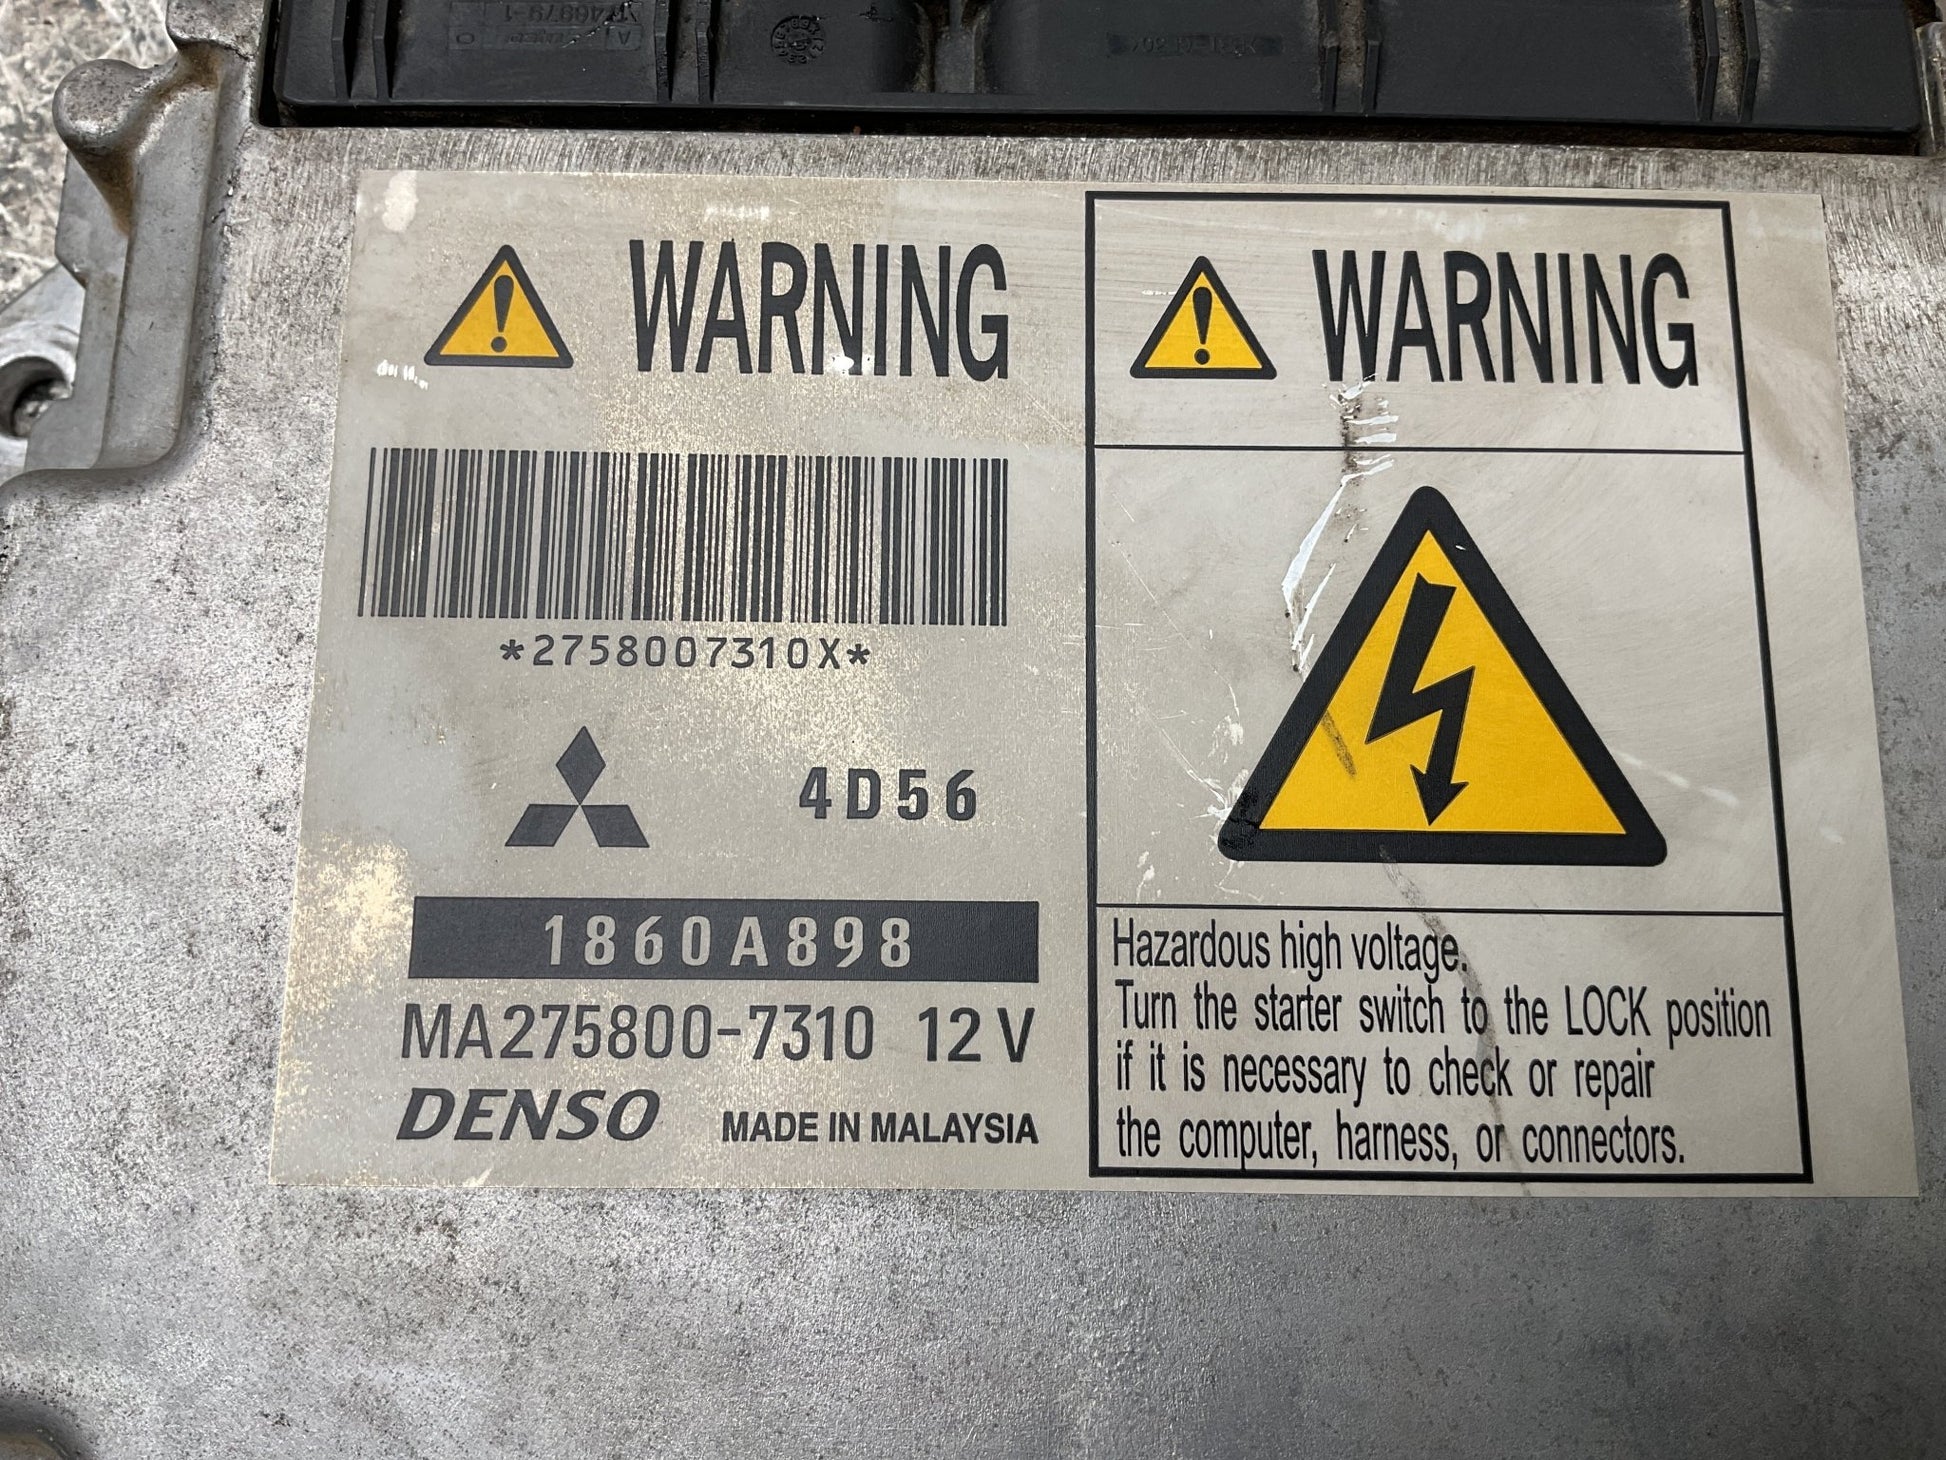 WARNING
*2758007310X*
4D56
1860A898
MA275800-7310 12V
DENSO MADE IN MALAYSIA
WARNING
Hazardous high voltage.
Turn the starter switch to the LOCK position
if it is necessary to check or repair
the computer, harness, or connectors.